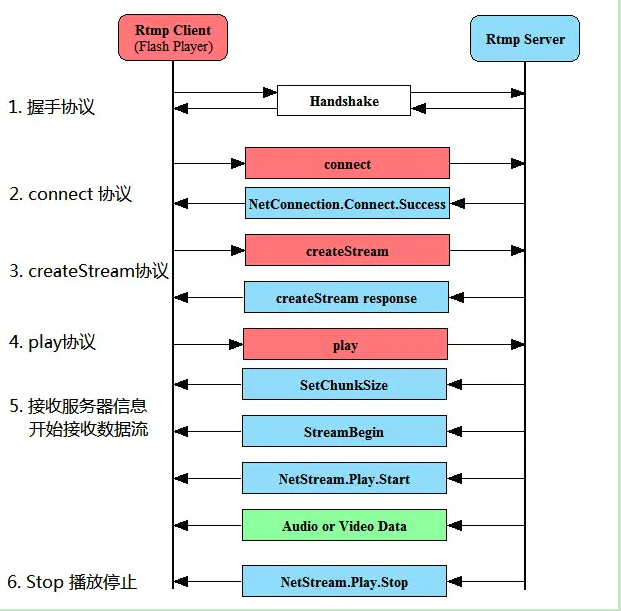 Rtmp Client
(Flash Player)
Rtmp Server
1. 握手协议
Handshake
connect
2. connect 协议
NetConnection.Connect.Success
createStream
3. createStream协议
createStream response
4. play协议
play
SetChunkSize
5. 接收服务器信息
开始接收数据流
StreamBegin
NetStream.Play.Start
Audio or Video Data
6. Stop 播放停止
NetStream.Play.Stop